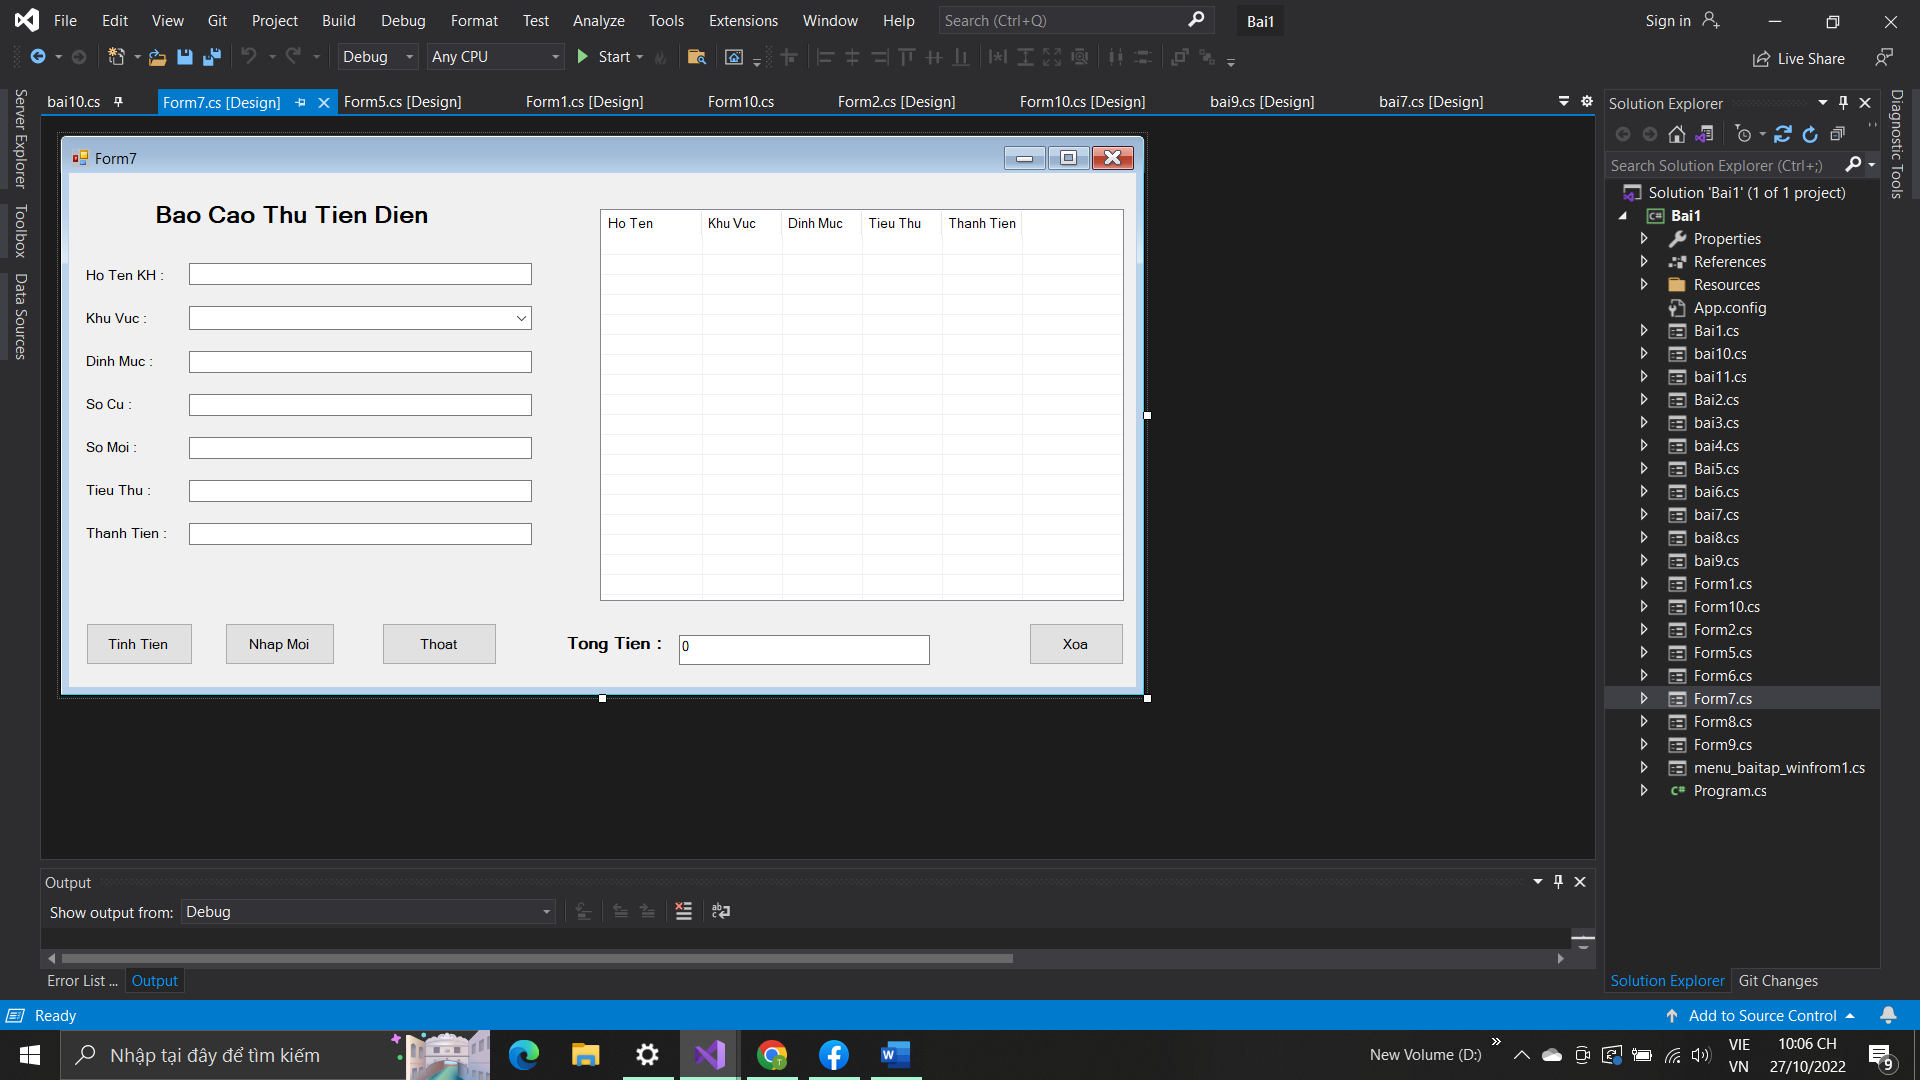 File Edit View Git Project Build Debug Format Test Analyze Tools Extensions Window Help Search (Ctrl+Q) Bai1 Sign in
Debug Any CPU Start Live Share
bai10.cs Form7.cs [Design] Form5.cs [Design] Form1.cs [Design] Form10.cs Form2.cs [Design] Form10.cs [Design] bai9.cs [Design] bai7.cs [Design]
Server Explorer
Toolbox
Data Sources
Form7
Bao Cao Thu Tien Dien
Ho Ten KH :
Khu Vuc :
Dinh Muc :
So Cu :
So Moi :
Tieu Thu :
Thanh Tien :
Ho Ten Khu Vuc Dinh Muc Tieu Thu Thanh Tien
Tinh Tien Nhap Moi Thoat Tong Tien : 0 Xoa
Solution Explorer
Search Solution Explorer (Ctrl+;)
Solution 'Bai1' (1 of 1 project)
C# Bai1
Properties
References
Resources
App.config
Bai1.cs
bai10.cs
bai11.cs
Bai2.cs
bai3.cs
bai4.cs
Bai5.cs
bai6.cs
bai7.cs
bai8.cs
bai9.cs
Form1.cs
Form10.cs
Form2.cs
Form5.cs
Form6.cs
Form7.cs
Form8.cs
Form9.cs
menu_baitap_winfrom1.cs
C# Program.cs
Diagnostic Tools
Output
Show output from: Debug
Error List ... Output
Solution Explorer Git Changes
Ready Add to Source Control
Nhập tại đây để tìm kiếm
New Volume (D:)
VIE
VN
10:06 CH
27/10/2022
9